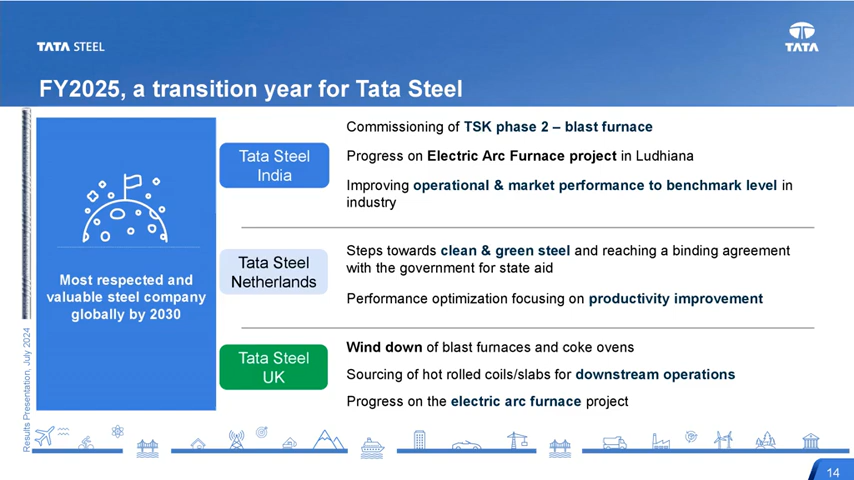 TATA STEEL
TATA
FY2025, a transition year for Tata Steel
Most respected and
valuable steel company
globally by 2030
Tata Steel
India
Commissioning of TSK phase 2 – blast furnace
Progress on Electric Arc Furnace project in Ludhiana
Improving operational & market performance to benchmark level in
industry
Tata Steel
Netherlands
Steps towards clean & green steel and reaching a binding agreement
with the government for state aid
Performance optimization focusing on productivity improvement
Tata Steel
UK
Wind down of blast furnaces and coke ovens
Sourcing of hot rolled coils/slabs for downstream operations
Progress on the electric arc furnace project
Results Presentation, July 2024
14